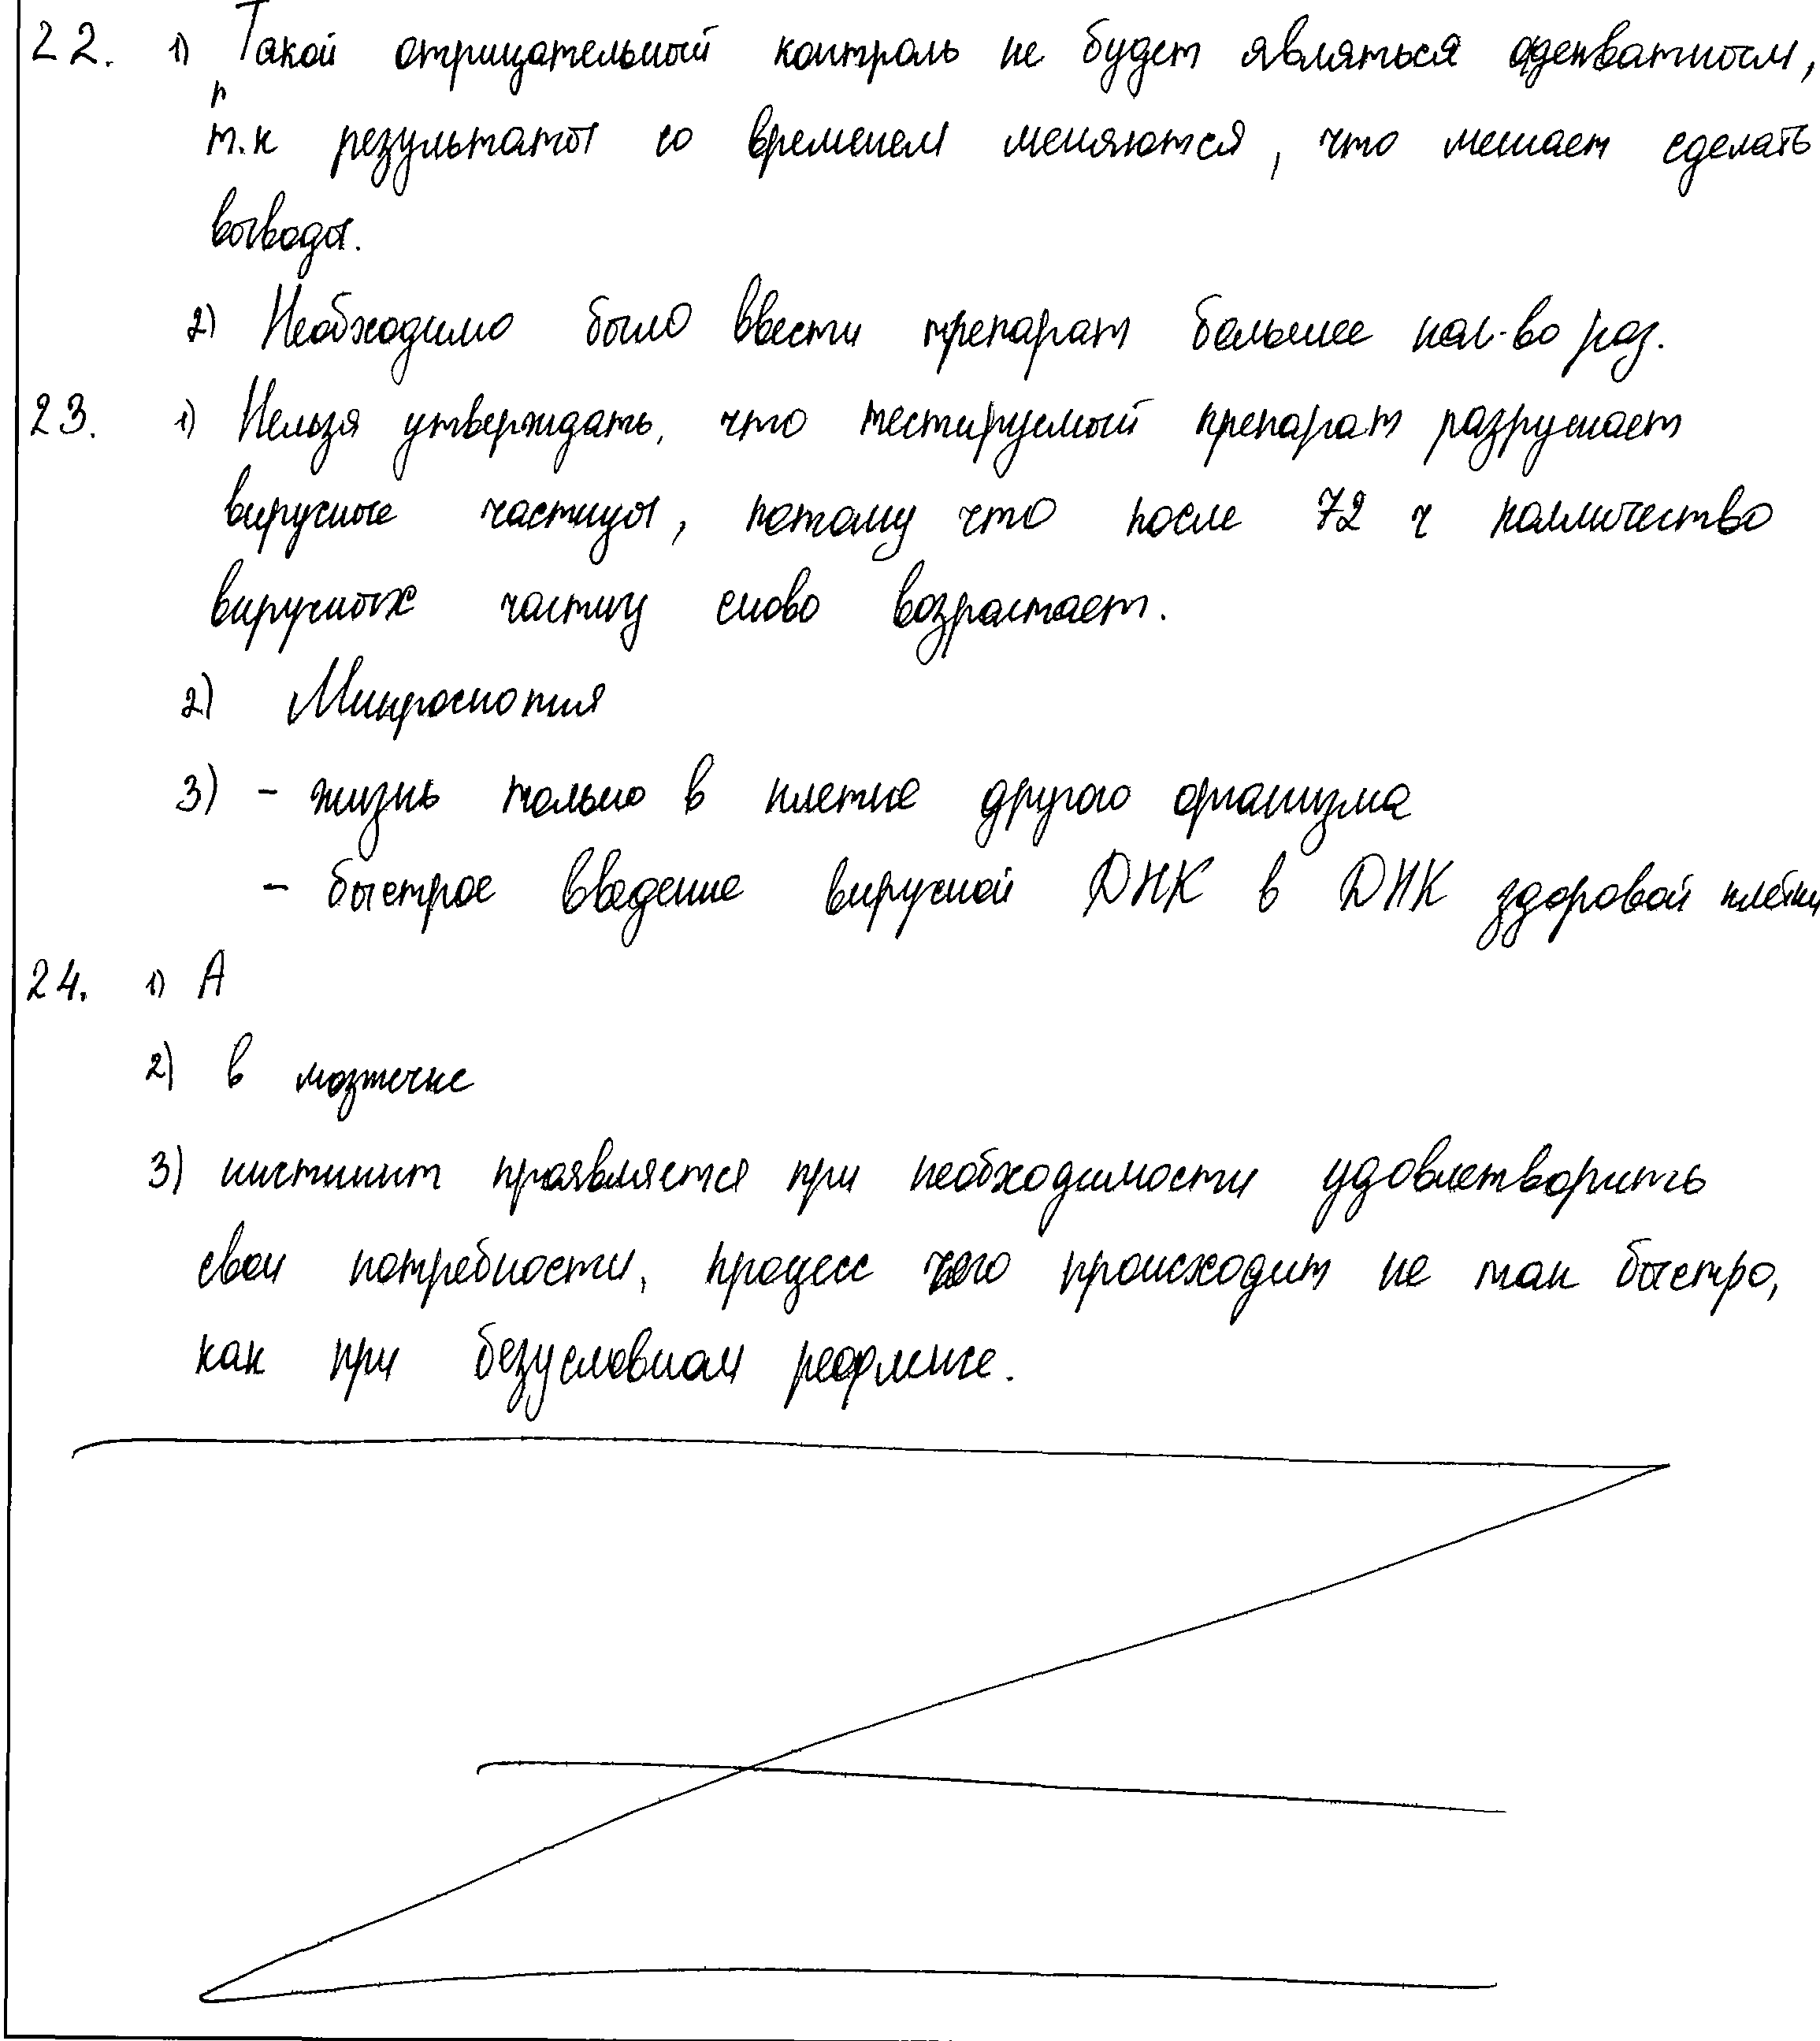 22. 1) Такой отрицательный контроль не будет являться адекватным,
т.к результаты со временем меняются, что мешает сделать
выводы.
2) Необходимо было ввести препарат большее кол-во раз.
23. 1) Нельзя утверждать, что тестируемый препарат разрушает
вирусные частицы, потому что после 72 ч колличество
вирусных частиц снова возрастает.
2) Микроскопия
3) - жизнь только в клетке другого организма
- быстрое введение вирусной ДНК в ДНК здоровой клетки
24. 1) А
2) в мозжечке
3) инстинкт проявляется при необходимости удовлетворить
свои потребности, процесс чего происходит не так быстро,
как при безусловном рефлексе.